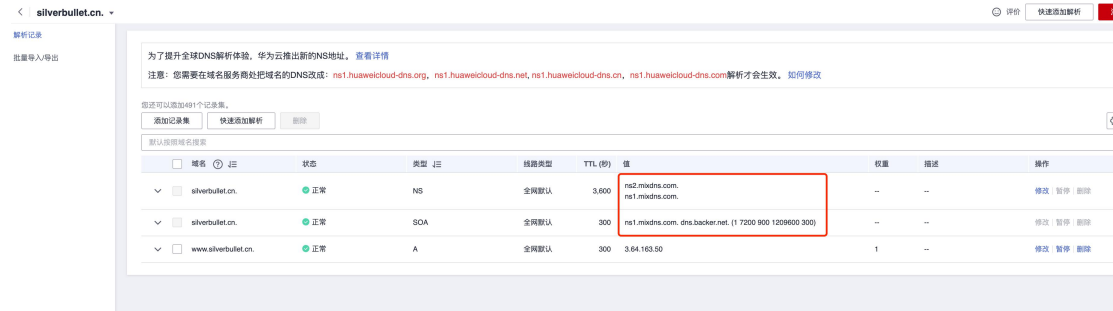 silverbullet.cn.
评价
快速添加解析
解析记录
批量导入/导出
为了提升全球DNS解析体验，华为云推出新的NS地址。 查看详情
注意：您需要在域名服务商处把域名的DNS改成：ns1.huaweicloud-dns.org，ns1.huaweicloud-dns.net, ns1.huaweicloud-dns.cn，ns1.huaweicloud-dns.com解析才会生效。 如何修改
您还可以添加491个记录集。
添加记录集 快速添加解析 删除
默认按照域名搜索
域名 状态 类型 线路类型 TTL (秒) 值 权重 描述 操作
silverbullet.cn. 正常 NS 全网默认 3,600 ns2.mixdns.com. -- -- 修改 暂停 删除
ns1.mixdns.com.
silverbullet.cn. 正常 SOA 全网默认 300 ns1.mixdns.com. dns.backer.net. (1 7200 900 1209600 300) -- -- 修改 暂停 删除
www.silverbullet.cn. 正常 A 全网默认 300 3.64.163.50 1 -- 修改 暂停 删除